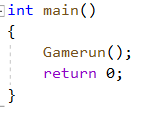 int main()
{
    Gamerun();
    return 0;
}